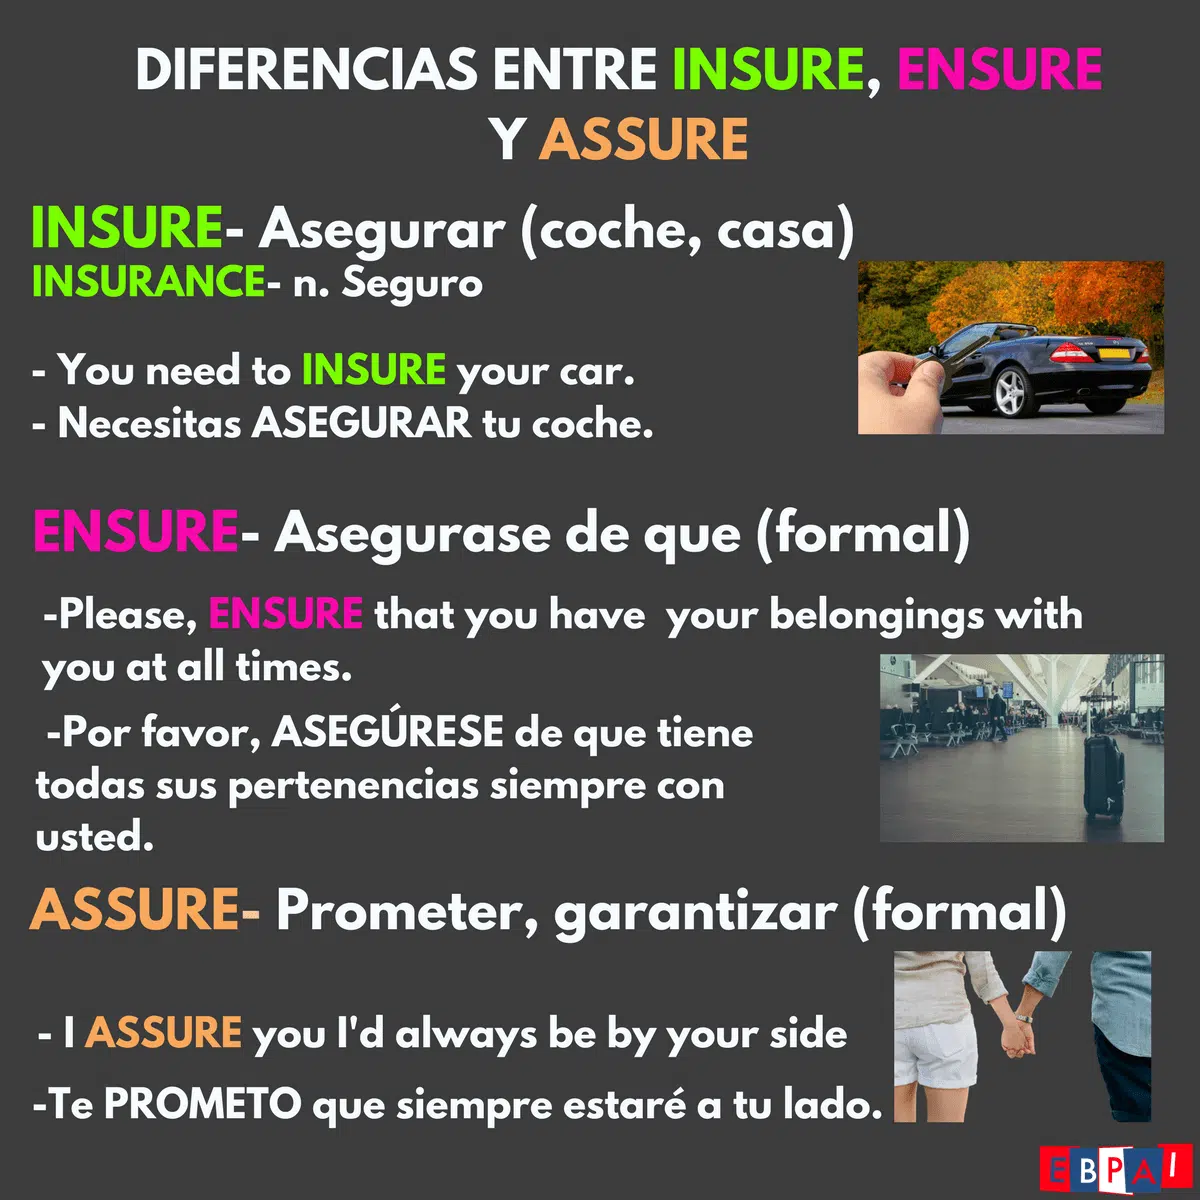 DIFERENCIAS ENTRE INSURE, ENSURE
Y ASSURE
INSURE- Asegurar (coche, casa)
INSURANCE- n. Seguro
- You need to INSURE your car.
- Necesitas ASEGURAR tu coche.
ENSURE- Asegurase de que (formal)
-Please, ENSURE that you have your belongings with
you at all times.
-Por favor, ASEGÚRESE de que tiene
todas sus pertenencias siempre con
usted.
ASSURE- Prometer, garantizar (formal)
- I ASSURE you I'd always be by your side
-Te PROMETO que siempre estaré a tu lado.
EBPAI